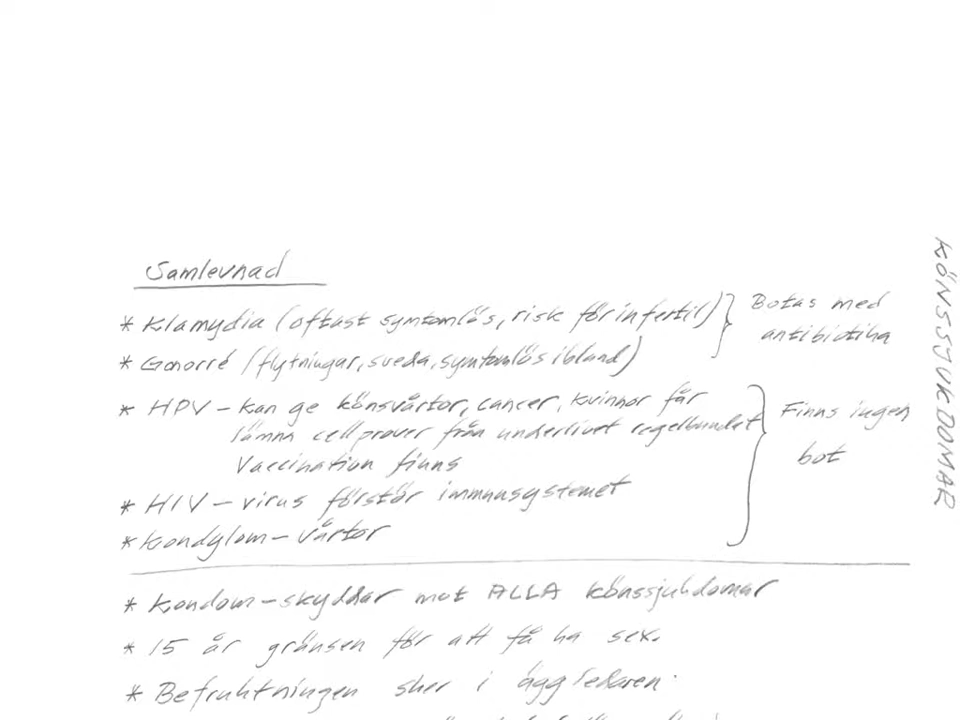 Samlevnad
* Klamydia (oftast symtomlös, risk för infertil)
* Gonorré (flytningar, sveda, symtomlös ibland)
Botas med
antibiotika
* HPV - kan ge könsvårtor, cancer, kvinnor får
lämna cellprover från underlivet regelbundet
Vaccination finns
* HIV - virus förstör immunsystemet
* Kondylom - vårtor
Finns ingen
bot
KÖNSSJUKDOMAR
* Kondom - skyddar mot ALLA könssjukdomar
* 15 år gränsen för att få ha sex.
* Befruktningen sker i äggledaren.